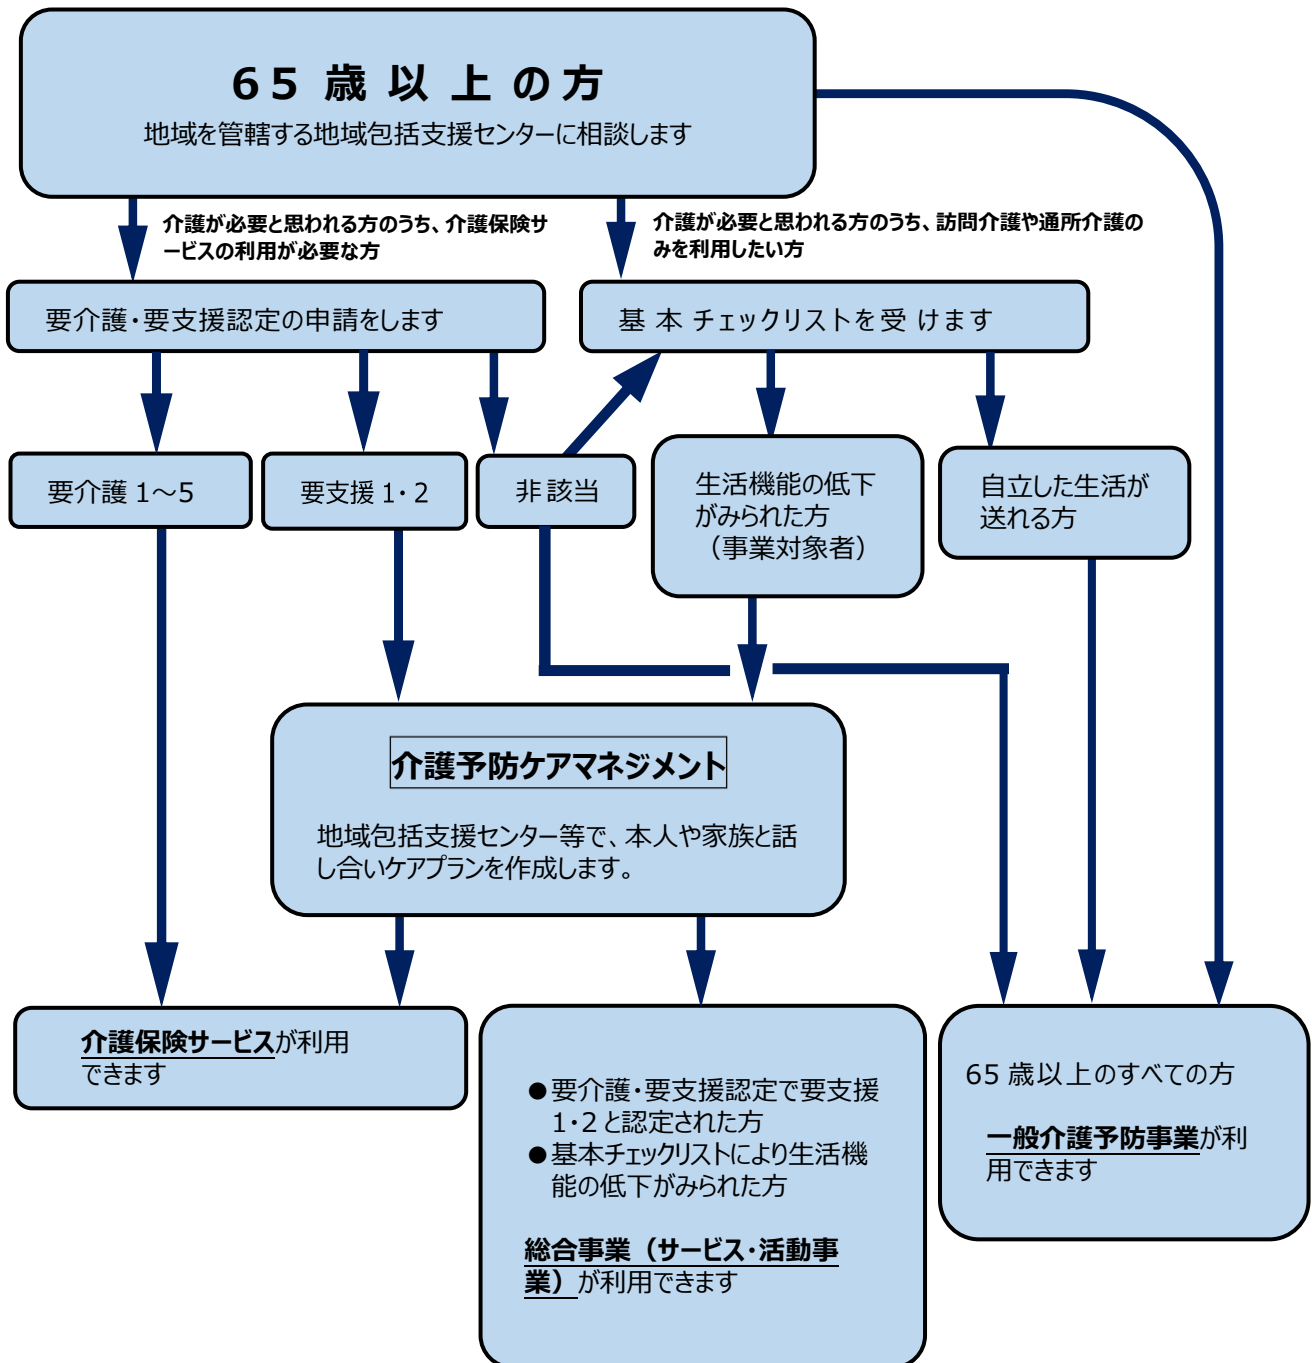 65 歳 以 上 の方
地域を管轄する地域包括支援センターに相談します
介護が必要と思われる方のうち、介護保険サ
ービスの利用が必要な方
介護が必要と思われる方のうち、訪問介護や通所介護の
みを利用したい方
要介護・要支援認定の申請をします
基 本 チェックリストを受 けます
要介護 1～5
要支援 1・2
非該当
生活機能の低下
がみられた方
（事業対象者）
自立した生活が
送れる方
介護予防ケアマネジメント
地域包括支援センター等で、本人や家族と話
し合いケアプランを作成します。
介護保険サービスが利用
できます
●要介護・要支援認定で要支援
1・2 と認定された方
●基本チェックリストにより生活機
能の低下がみられた方
総合事業（サービス・活動事
業）が利用できます
65 歳以上のすべての方
一般介護予防事業が利
用できます